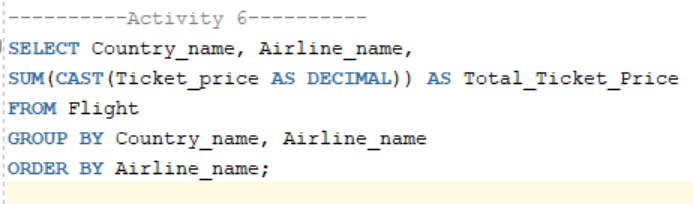 ----------Activity 6----------
SELECT Country_name, Airline_name,
SUM(CAST(Ticket_price AS DECIMAL)) AS Total_Ticket_Price
FROM Flight
GROUP BY Country_name, Airline_name
ORDER BY Airline_name;